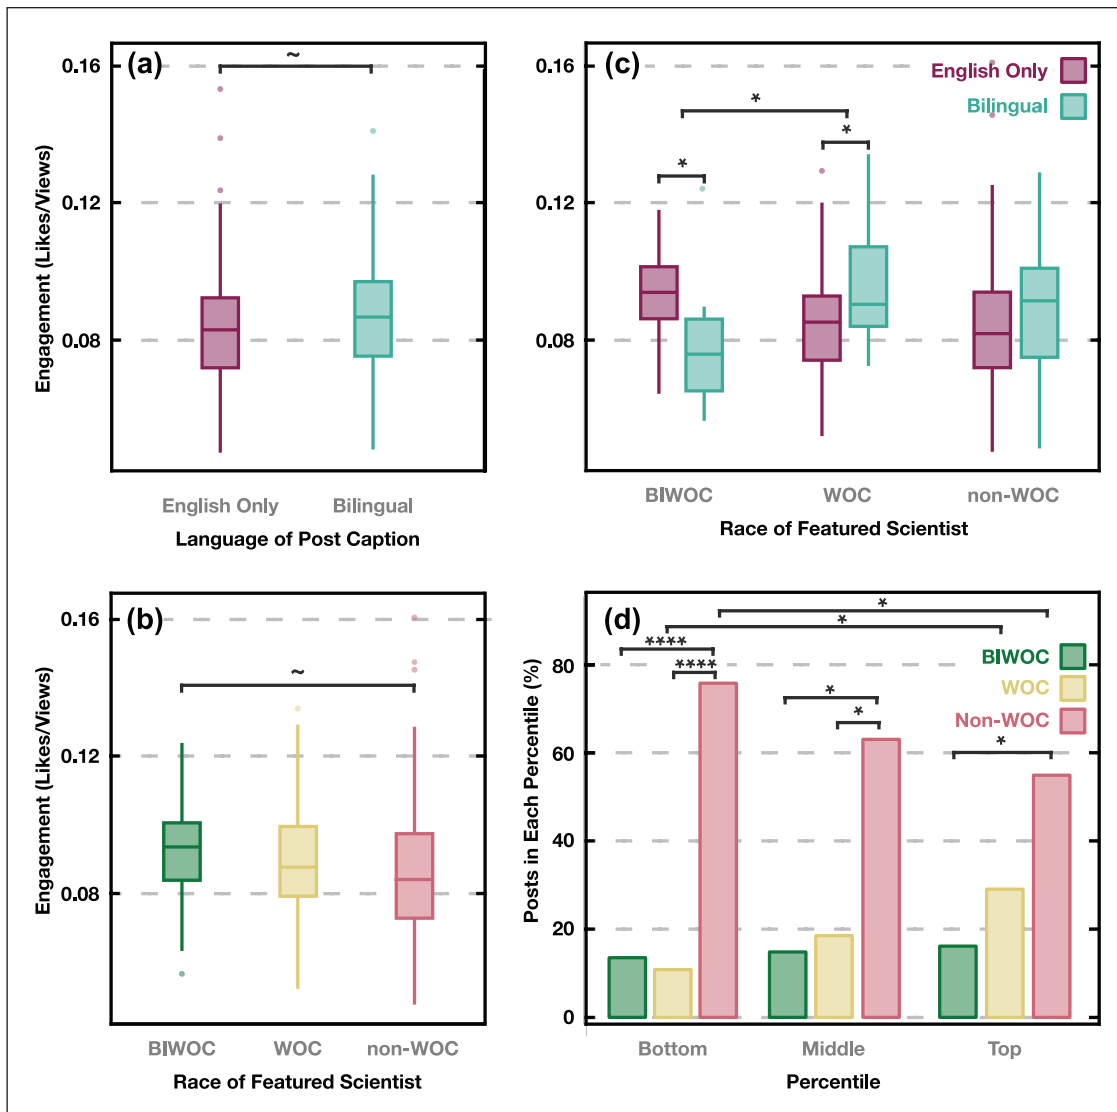 (a)
0.16
0.12
0.08
Engagement (Likes/Views)
~
English Only
Bilingual
Language of Post Caption
(c)
0.16
0.12
0.08
English Only
Bilingual
*
*
*
BIWOC
WOC
non-WOC
Race of Featured Scientist
(b)
0.16
0.12
0.08
Engagement (Likes/Views)
~
BIWOC
WOC
non-WOC
Race of Featured Scientist
(d)
80
60
40
20
0
Posts in Each Percentile (%)
BIWOC
WOC
Non-WOC
*
*
****
****
*
*
*
Bottom
Middle
Top
Percentile